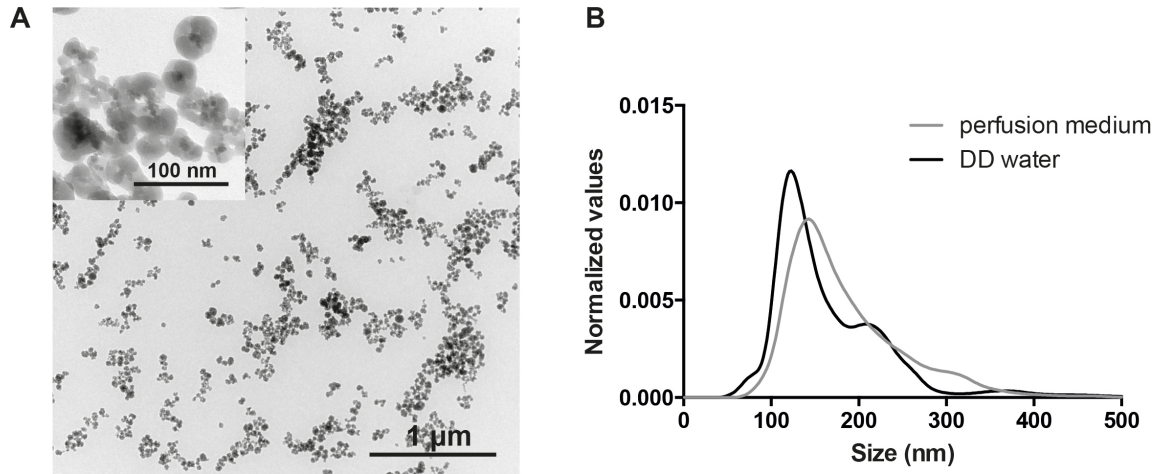 A
100 nm
1 μm
B
Normalized values
0.015
0.010
0.005
0.000
perfusion medium
DD water
0 100 200 300 400 500
Size (nm)